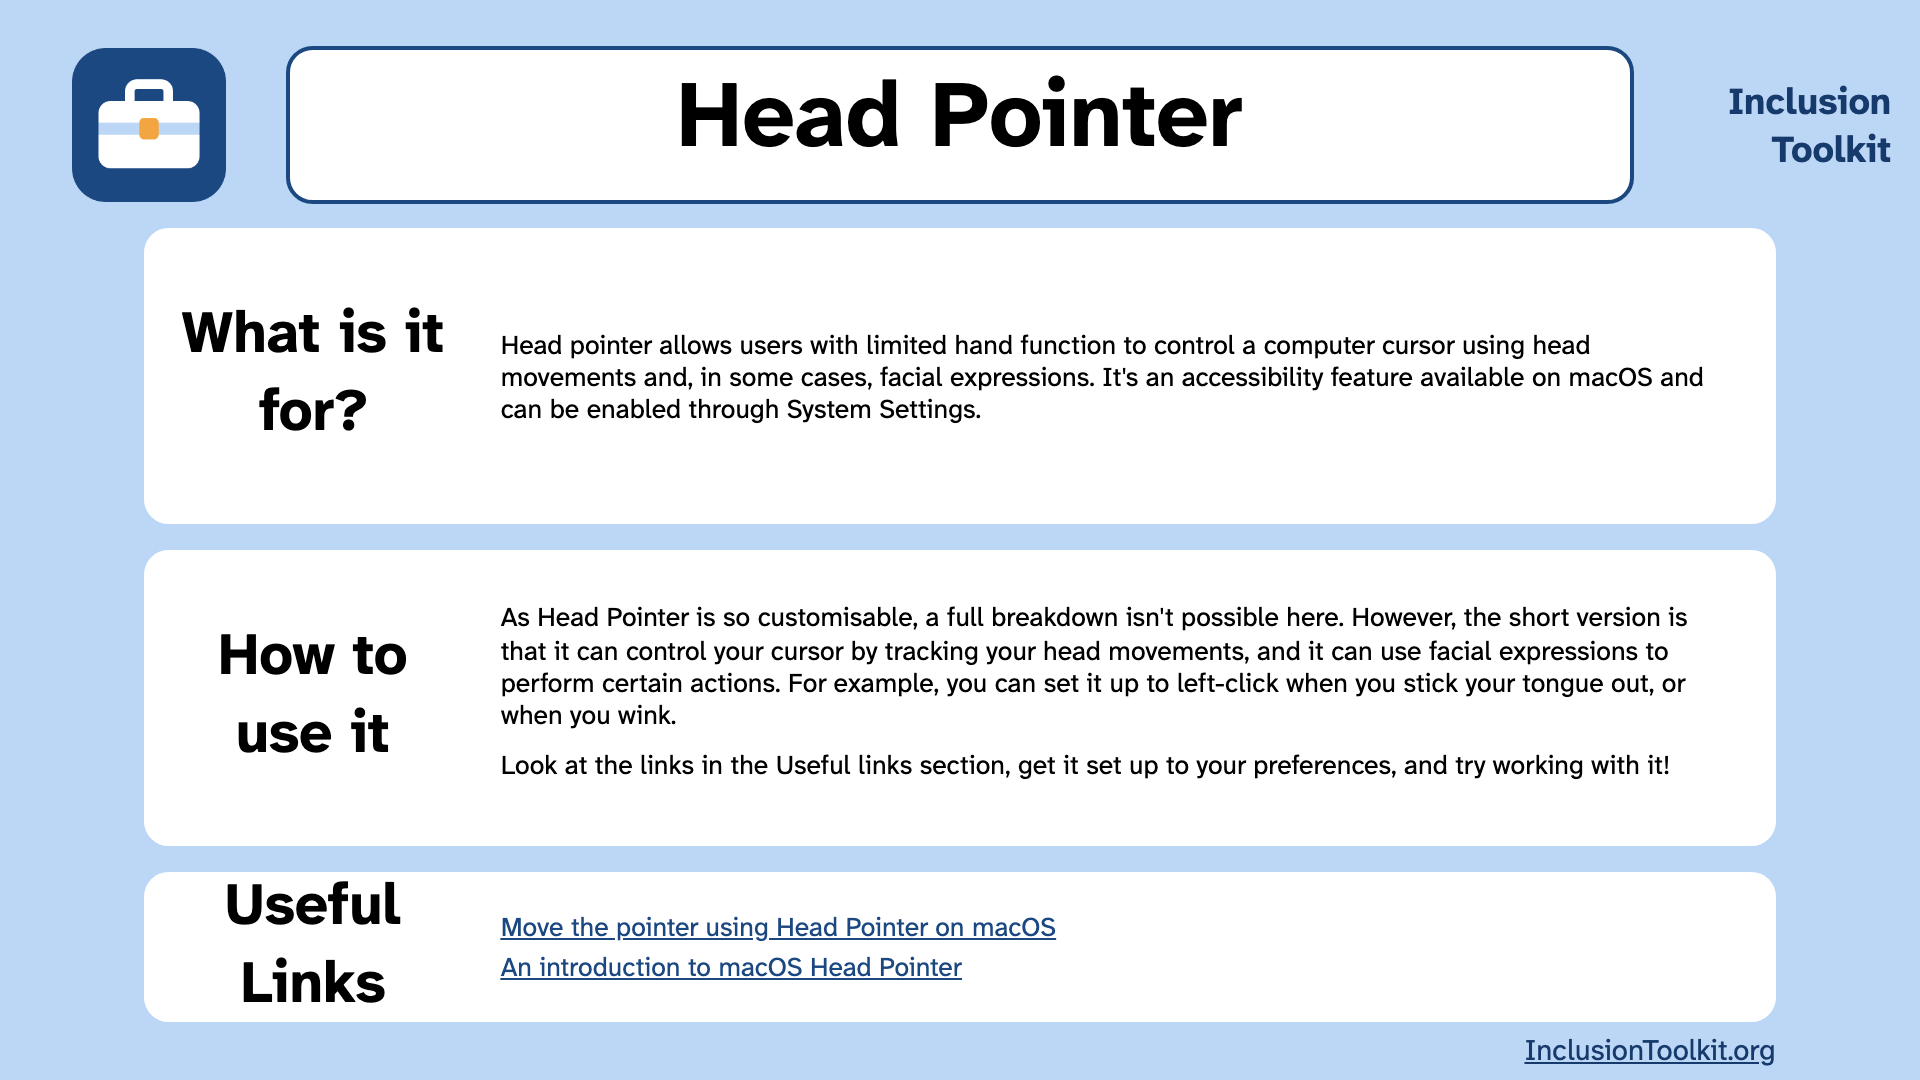 Head Pointer
Inclusion
Toolkit
What is it
for?
Head pointer allows users with limited hand function to control a computer cursor using head
movements and, in some cases, facial expressions. It's an accessibility feature available on macOS and
can be enabled through System Settings.
How to
use it
As Head Pointer is so customisable, a full breakdown isn't possible here. However, the short version is
that it can control your cursor by tracking your head movements, and it can use facial expressions to
perform certain actions. For example, you can set it up to left-click when you stick your tongue out, or
when you wink.
Look at the links in the Useful links section, get it set up to your preferences, and try working with it!
Useful
Links
Move the pointer using Head Pointer on macOS
An introduction to macOS Head Pointer
InclusionToolkit.org